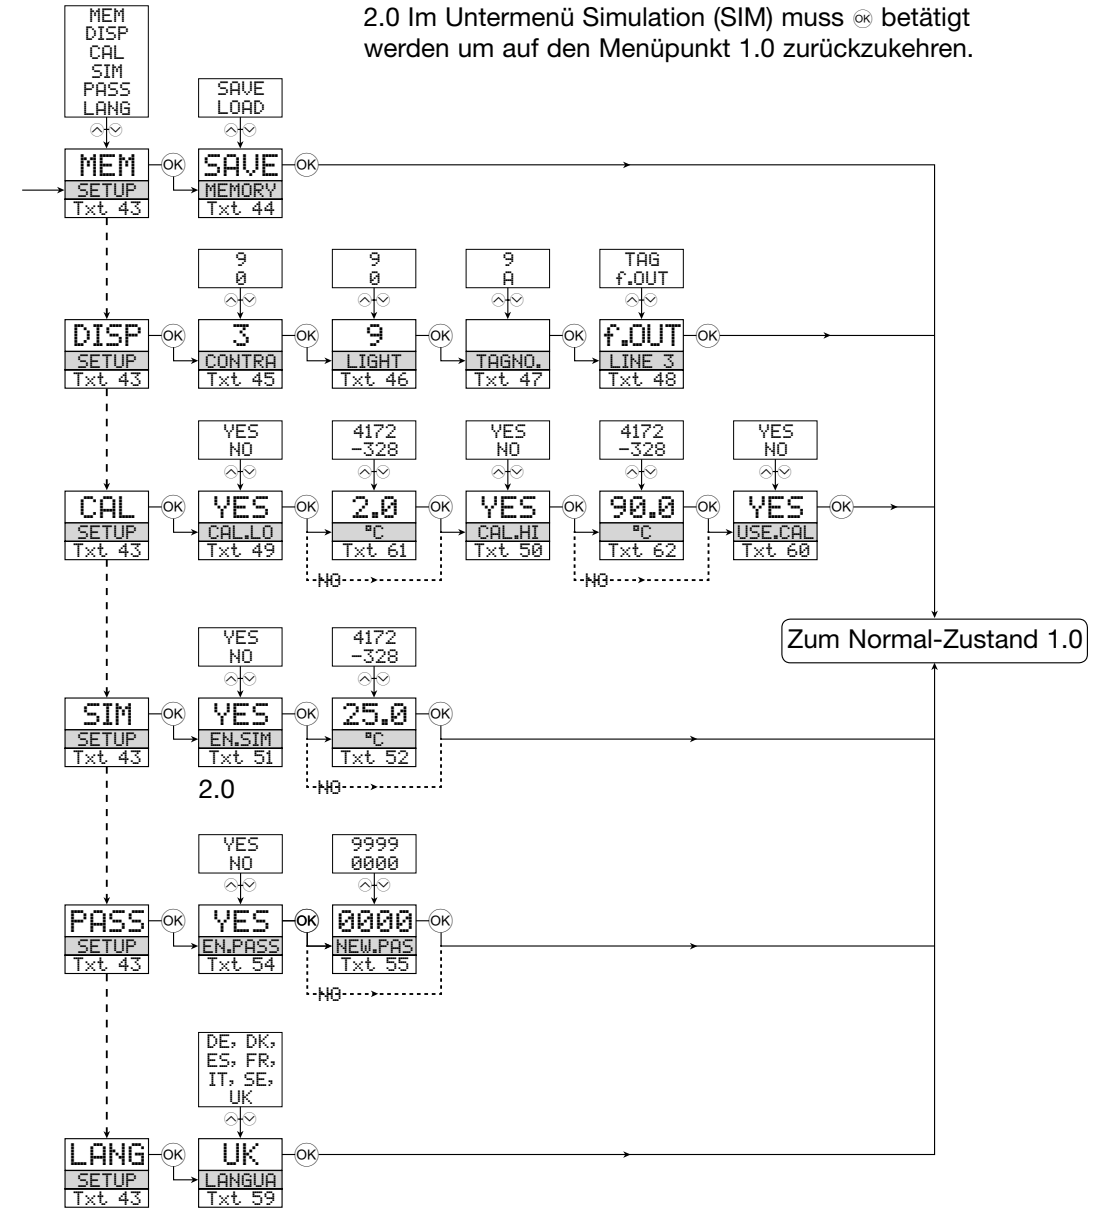 2.0 Im Untermenü Simulation (SIM) muss OK betätigt
werden um auf den Menüpunkt 1.0 zurückzukehren.
MEM
DISP
CAL
SIM
PASS
LANG
SAVE
LOAD
MEM OK SAVE OK
SETUP MEMORY
Txt 43 Txt 44
9 9 9 TAG
0 0 A f.OUT
DISP OK 3 OK 9 OK OK f.OUT OK
SETUP CONTRA LIGHT TAGNO. LINE 3
Txt 43 Txt 45 Txt 46 Txt 47 Txt 48
YES 4172 YES 4172 YES
NO -328 NO -328 NO
CAL OK YES OK 2.0 OK YES OK 90.0 OK YES OK
SETUP CAL.LO °C CAL.HI °C USE.CAL
Txt 43 Txt 49 Txt 61 Txt 50 Txt 62 Txt 60
NO NO
Zum Normal-Zustand 1.0
YES 4172
NO -328
SIM OK YES OK 25.0 OK
SETUP EN.SIM °C
Txt 43 Txt 51 Txt 52
2.0 NO
YES 9999
NO 0000
PASS OK YES OK 0000 OK
SETUP EN.PASS NEW.PAS
Txt 43 Txt 54 Txt 55
NO
DE, DK,
ES, FR,
IT, SE,
UK
LANG OK UK OK
SETUP LANGUA
Txt 43 Txt 59